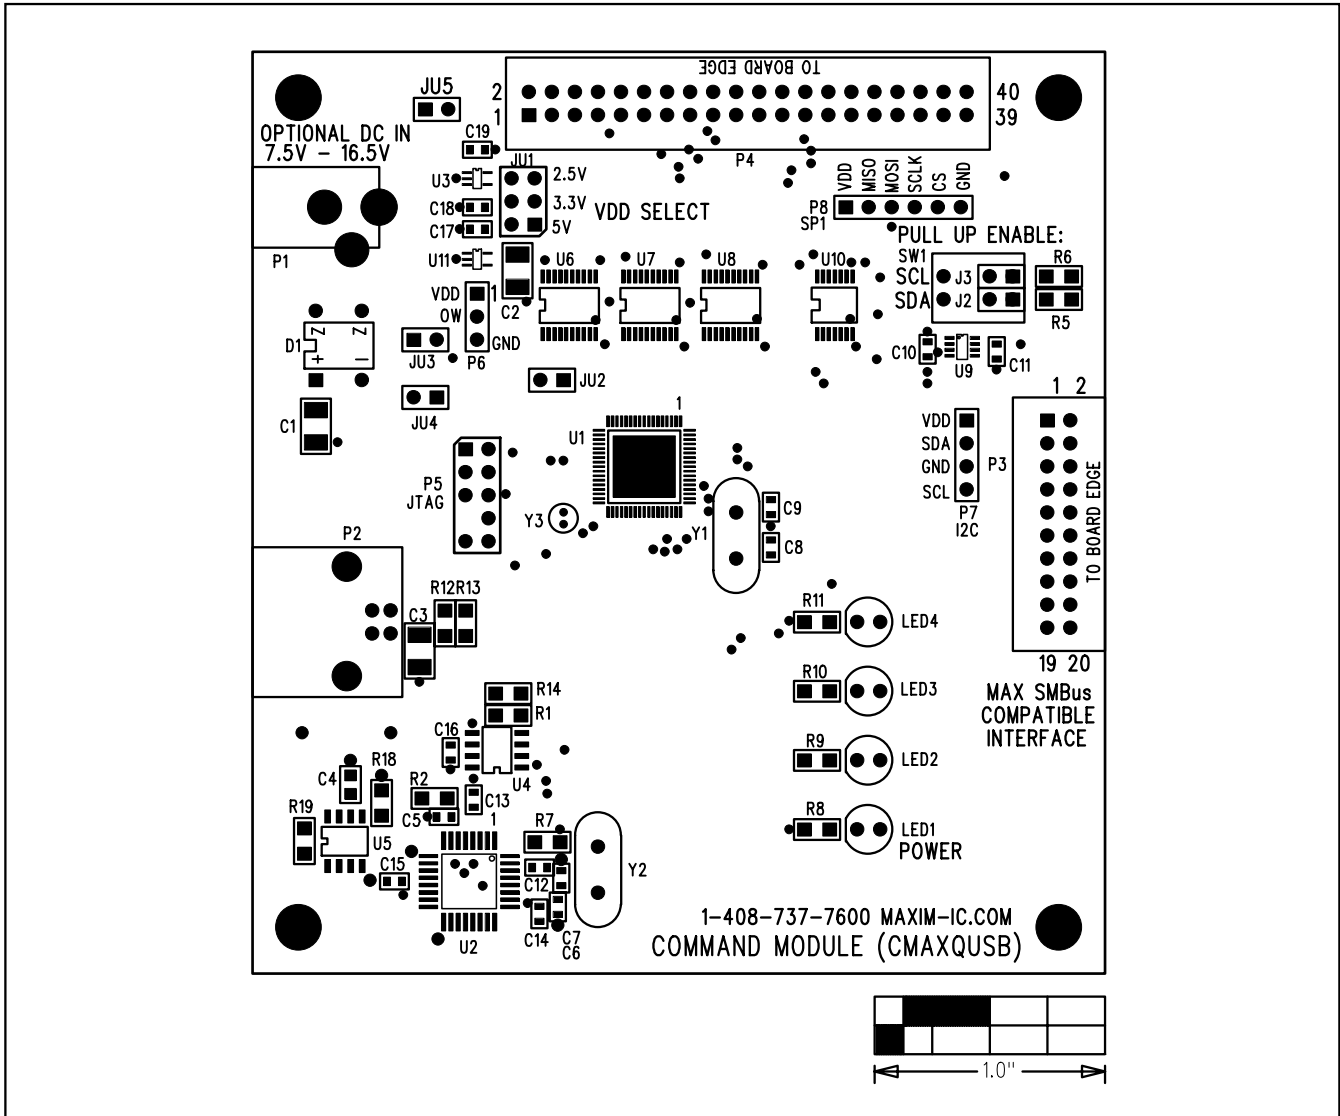 TO BOARD EDGE
JU5
2
40
1
39
OPTIONAL DC IN
7.5V - 16.5V
C19
P4
JU1
2.5V
U3
3.3V
C18
VDD SELECT
C17
5V
VDD
MISO
MOSI
SCLK
CS
GND
P8
SP1
PULL UP ENABLE:
P1
U11
U6
U7
U8
U10
SW1
R6
SCL
J3
SDA
J2
R5
VDD
1
OW
C2
GND
P6
D1
Z
Z
+
-
JU3
C10
U9
C11
JU2
JU4
C1
1 2
1
U1
VDD
SDA
GND
SCL
P3
P7
I2C
TO BOARD EDGE
P5
JTAG
Y3
Y1
C9
C8
P2
R12
R13
C3
R11
LED4
19 20
R10
LED3
MAX SMBus
COMPATIBLE
INTERFACE
R14
R1
C16
U4
R9
LED2
C4
R18
R2
C13
C5
1
R19
U5
R7
R8
LED1
POWER
C15
C12
Y2
U2
C14
C7
C6
1-408-737-7600 MAXIM-IC.COM
COMMAND MODULE (CMAXQUSB)
1.0"